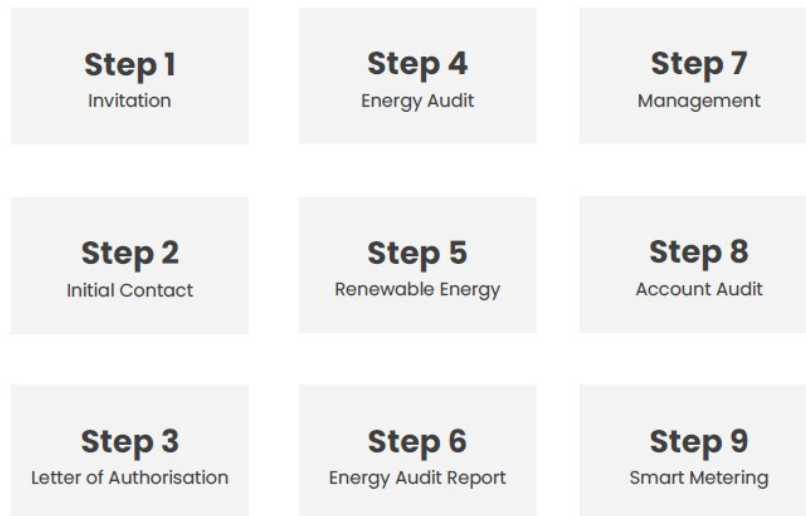 Step 1
Invitation
Step 2
Initial Contact
Step 3
Letter of Authorisation
Step 4
Energy Audit
Step 5
Renewable Energy
Step 6
Energy Audit Report
Step 7
Management
Step 8
Account Audit
Step 9
Smart Metering